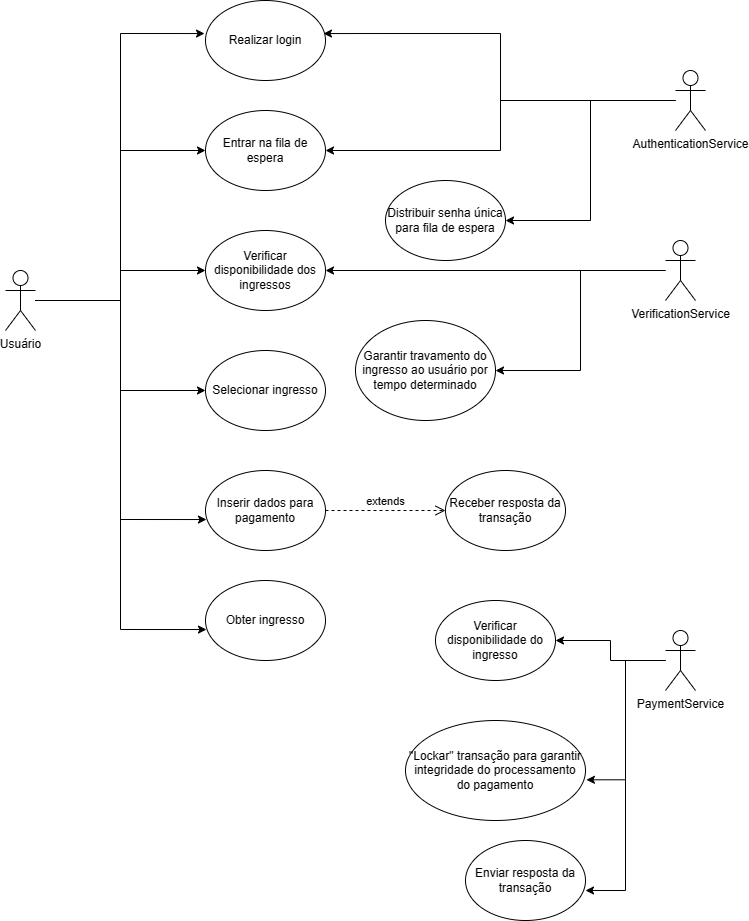 Realizar login
AuthenticationService
Entrar na fila de
espera
Distribuir senha única
para fila de espera
Verificar
disponibilidade dos
ingressos
VerificationService
Usuário
Garantir travamento do
ingresso ao usuário por
tempo determinado
Selecionar ingresso
Inserir dados para
pagamento
extends
Receber resposta da
transação
Obter ingresso
Verificar
disponibilidade do
ingresso
PaymentService
"Lockar" transação para garantir
integridade do processamento
do pagamento
Enviar resposta da
transação